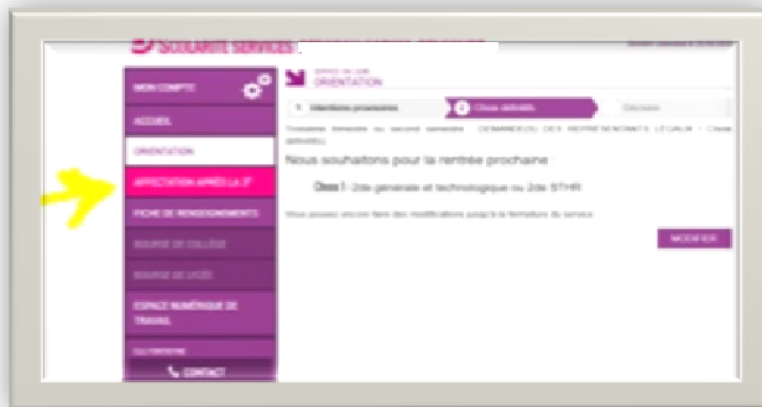 SCOLARITÉ SERVICES
MON COMPTE
ACCUEIL
ORIENTATION
AFFECTATION APRÈS LA 3e
FICHE DE RENSEIGNEMENTS
BOURSE DE COLLÈGE
BOURSE DE LYCÉE
ESPACE NUMÉRIQUE DE
TRAVAIL
CONTACT
ORIENTATION
1 Intentions provisoires
2 Choix définitifs
Décision
Troisième trimestre ou second semestre : DEMANDE(S) DES REPRÉSENTANTS LÉGAUX - Choix
définitifs
Nous souhaitons pour la rentrée prochaine :
Choix 1 : 2de générale et technologique ou 2de STHR
Vous pouvez encore faire des modifications jusqu'à la fermeture du service
MODIFIER